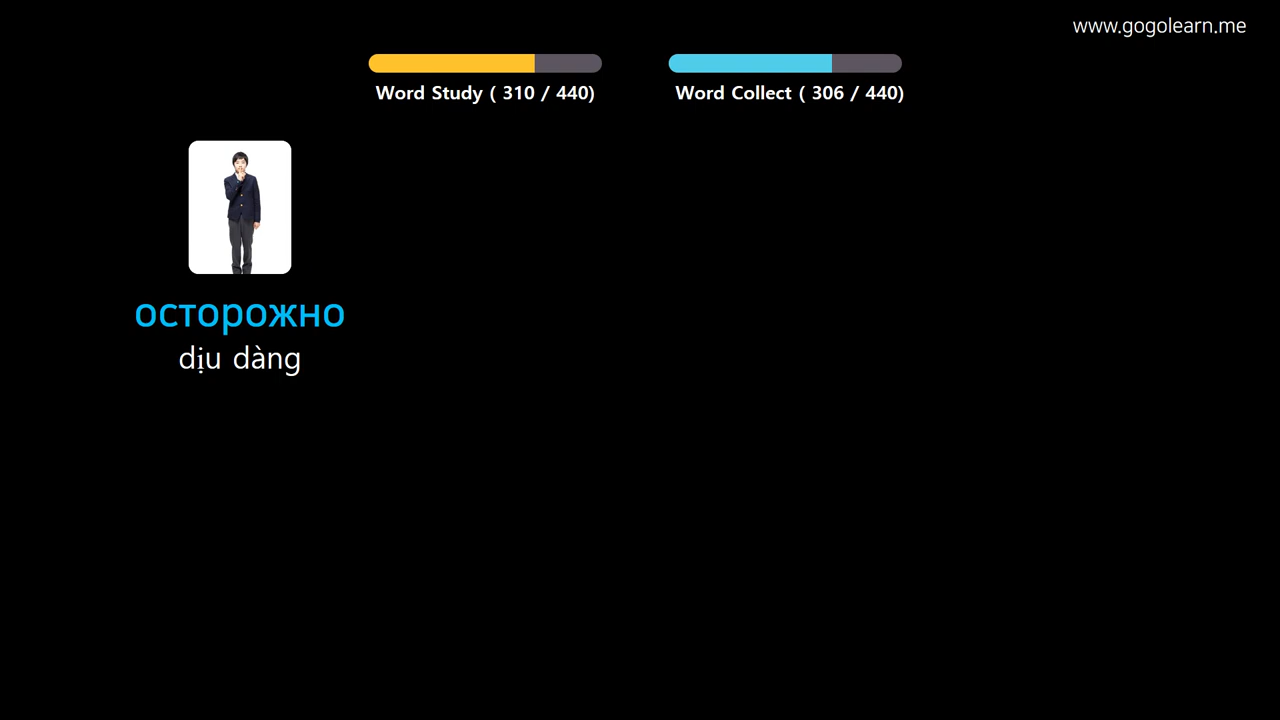 www.gogolearn.me
Word Study ( 310 / 440)
Word Collect ( 306 / 440)
осторожно
dịu dàng